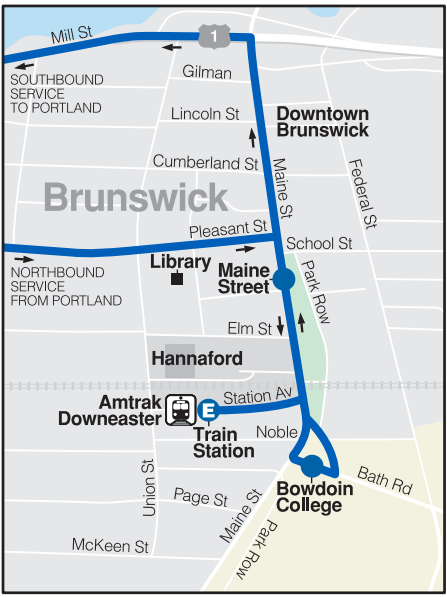 Mill St
1
SOUTHBOUND
SERVICE
TO PORTLAND
Gilman
Lincoln St
Downtown
Brunswick
Cumberland St
Maine St
Federal St
Brunswick
Pleasant St
School St
NORTHBOUND
SERVICE
FROM PORTLAND
Library
Maine
Street
Park Row
Elm St
Hannaford
Station Av
Amtrak
Downeaster
E
Train
Station
Noble
Union St
Page St
Maine St
Bowdoin
College
Bath Rd
McKeen St
Park Row